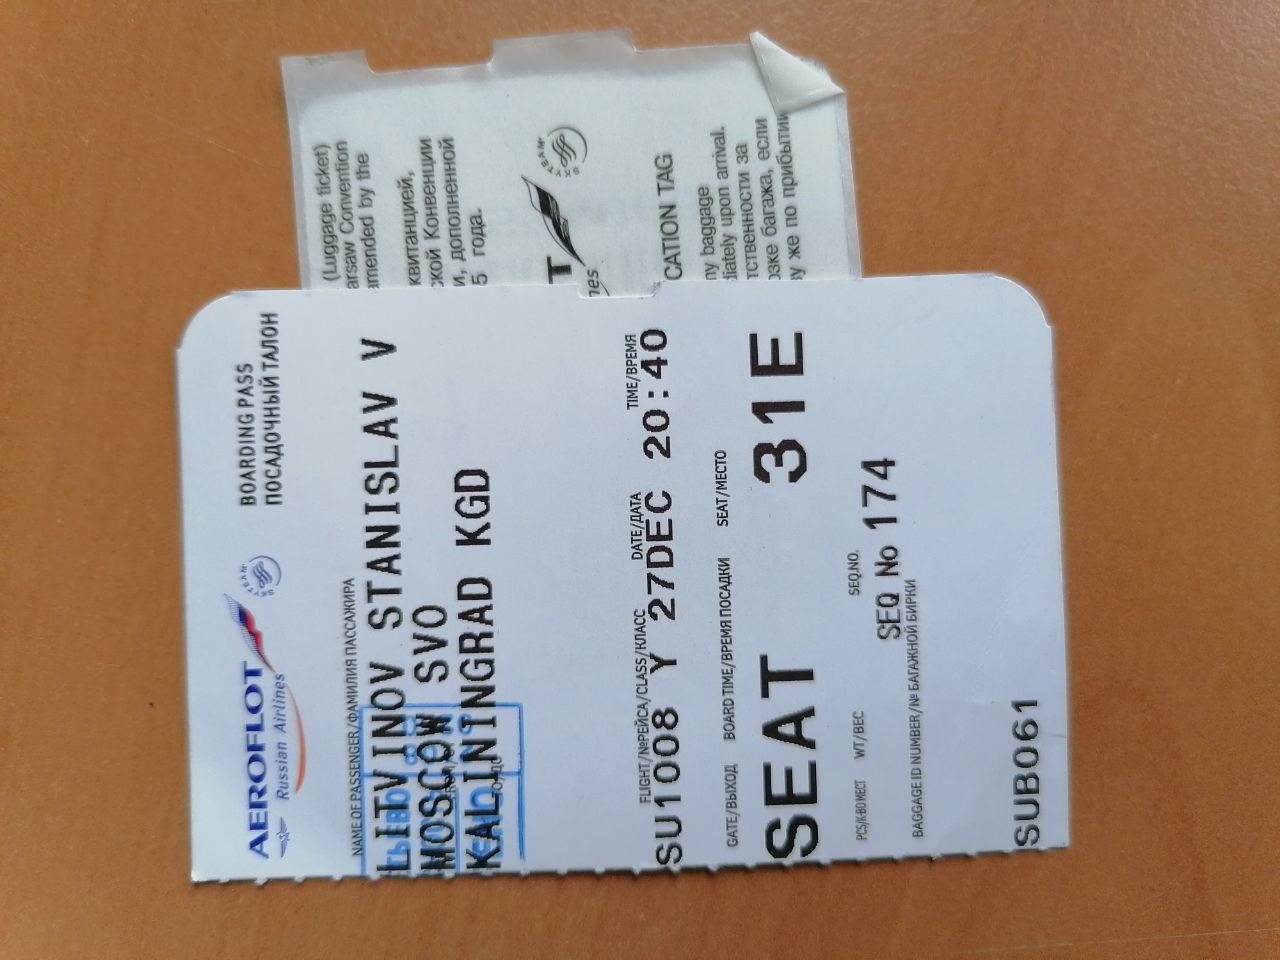 (Luggage ticket)
arsaw Convention
amended by the
квитанцией,
ской Конвенции
и, дополненной
5 года.
SKYTEAM
CATION TAG
ny baggage
diately upon arrival.
тственности за
озке багажа, если
зу же по прибытии
AEROFLOT
Russian Airlines
SKYTEAM
BOARDING PASS
ПОСАДОЧНЫЙ ТАЛОН
NAME OF PASSENGER/ФАМИЛИЯ ПАССАЖИРА
LITVINOV STANISLAV V
MOSCOW SVO
KALININGRAD KGD
FLIGHT/№РЕЙСА/CLASS/КЛАСС DATE/ДАТА TIME/ВРЕМЯ
SU1008 Y 27DEC 20:40
GATE/ВЫХОД BOARD TIME/ВРЕМЯ ПОСАДКИ SEAT/МЕСТО
SEAT 31E
PCS/К-ВО МЕСТ WT/ВЕС SEQ.NO.
SEQ No 174
BAGGAGE ID NUMBER/№ БАГАЖНОЙ БИРКИ
SUB061